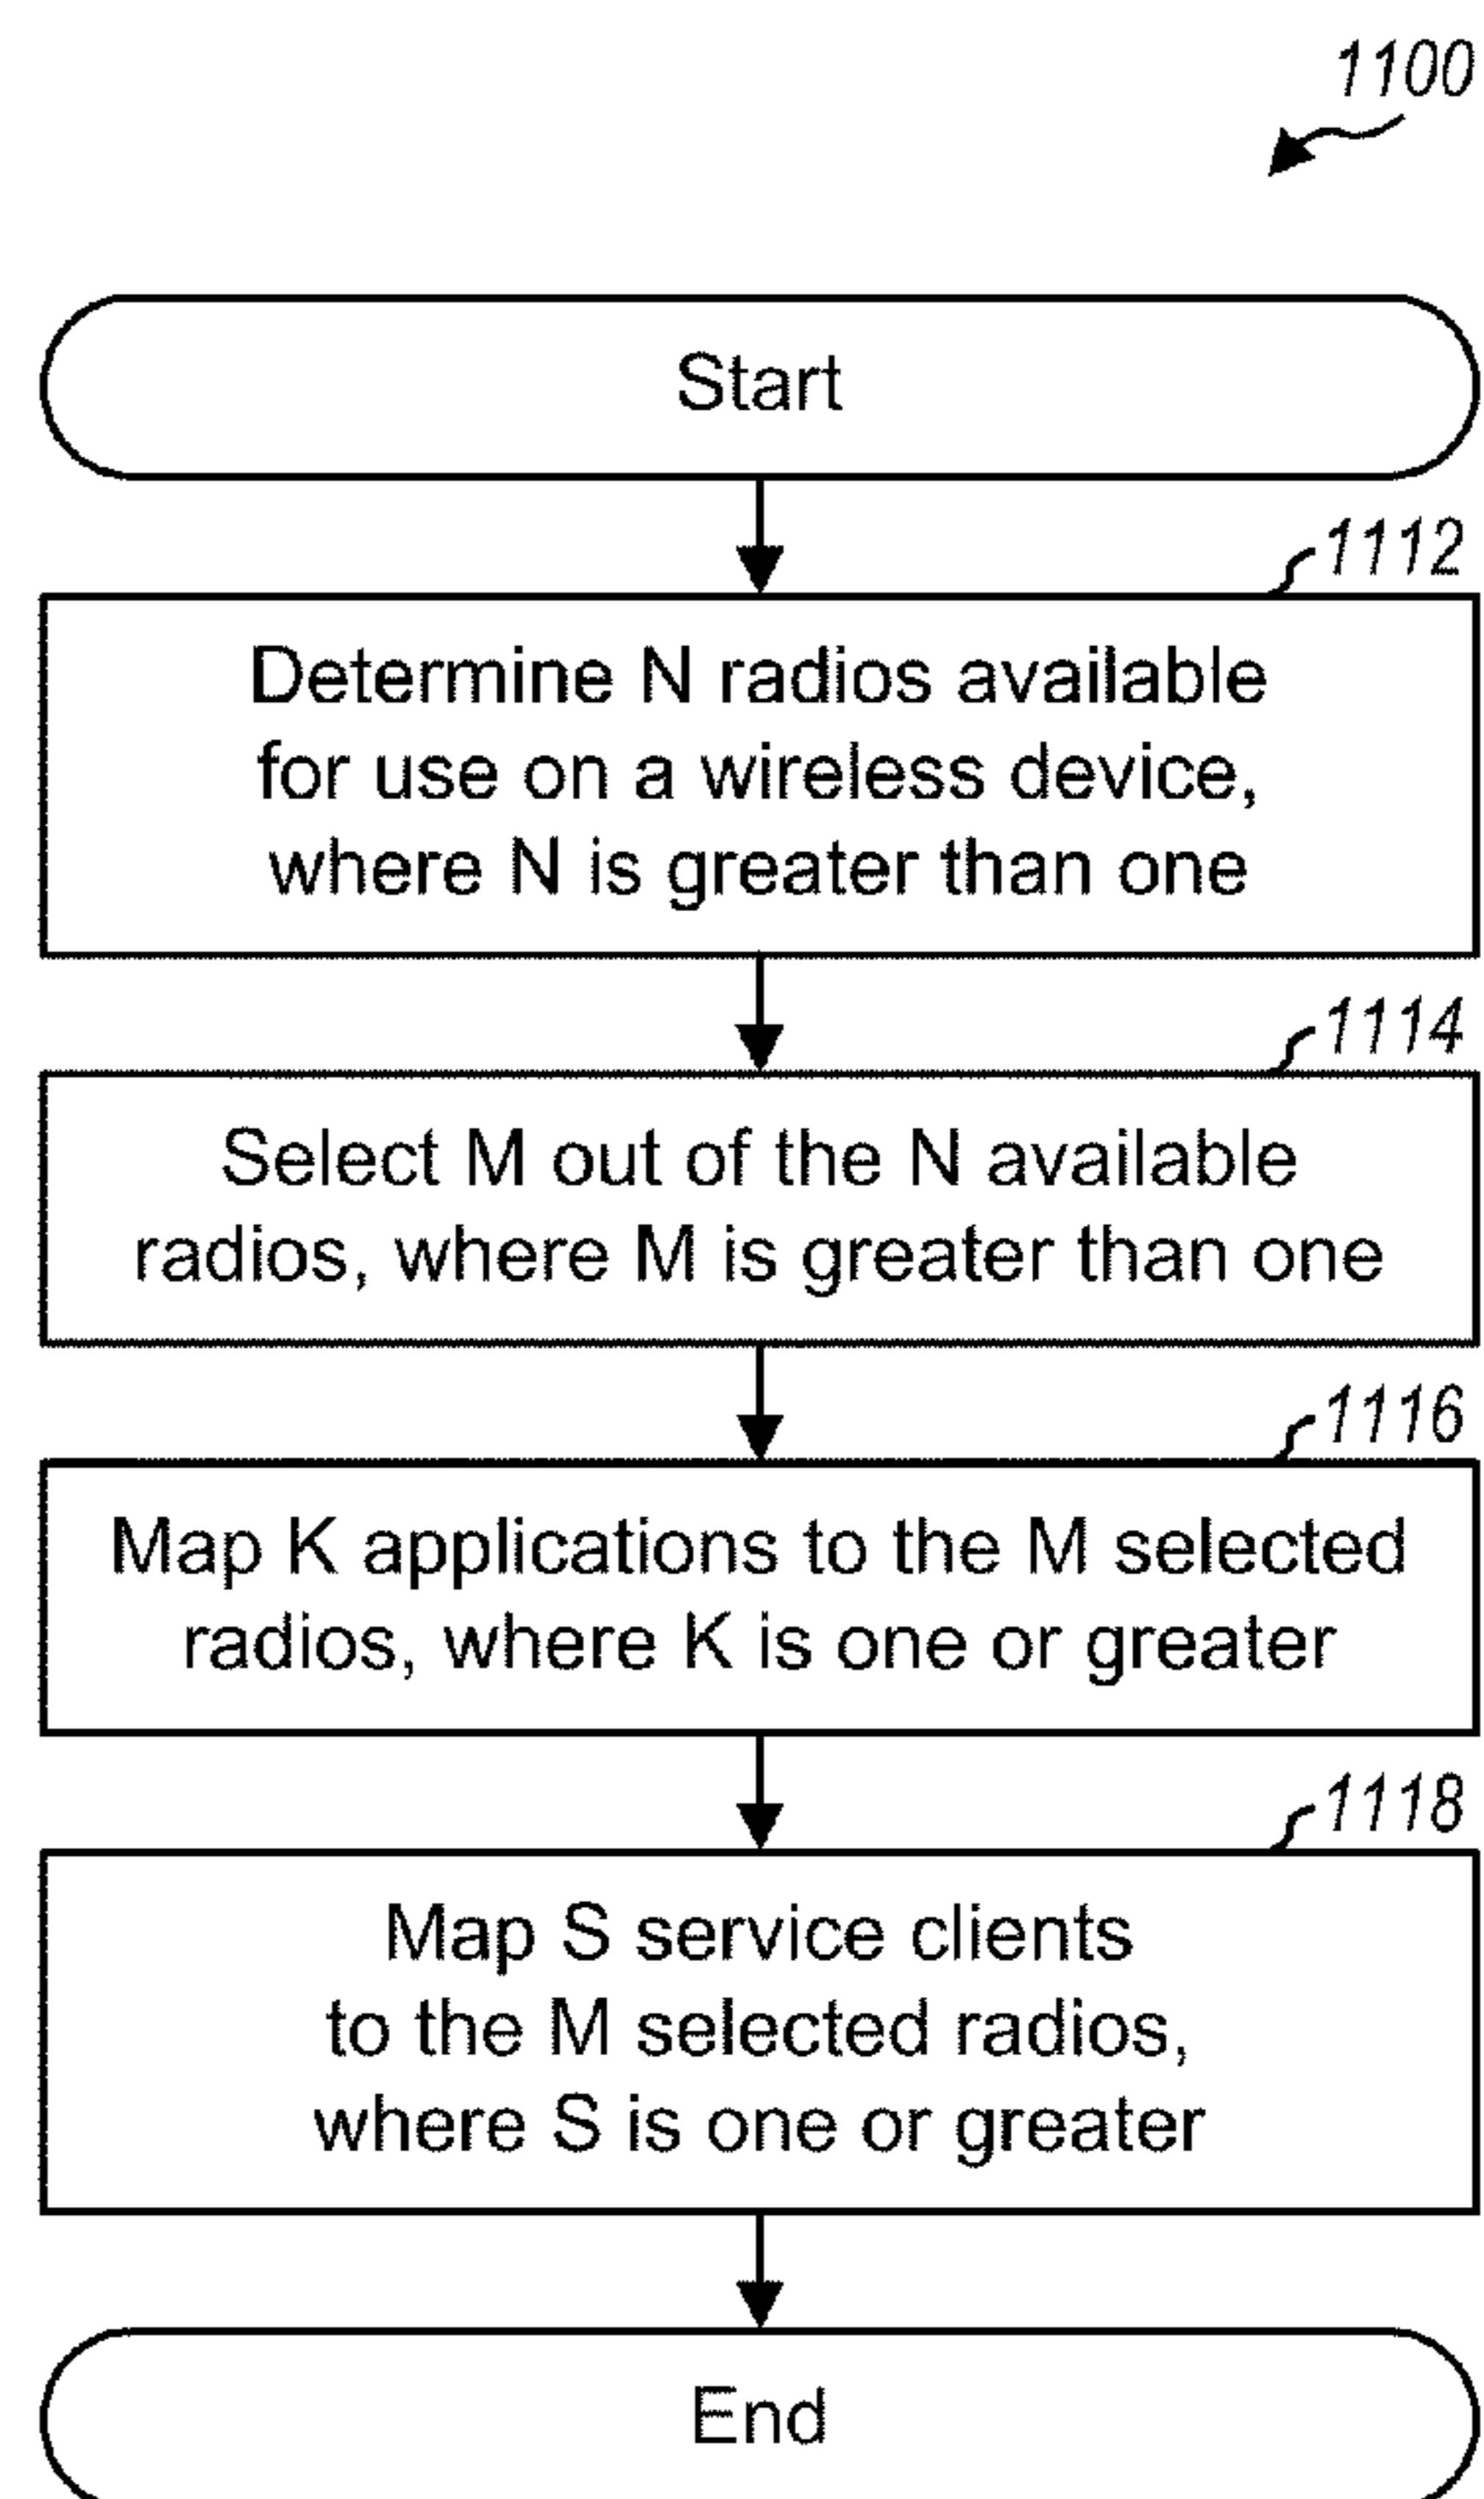 1100
Start
1112
Determine N radios available
for use on a wireless device,
where N is greater than one
1114
Select M out of the N available
radios, where M is greater than one
1116
Map K applications to the M selected
radios, where K is one or greater
1118
Map S service clients
to the M selected radios,
where S is one or greater
End